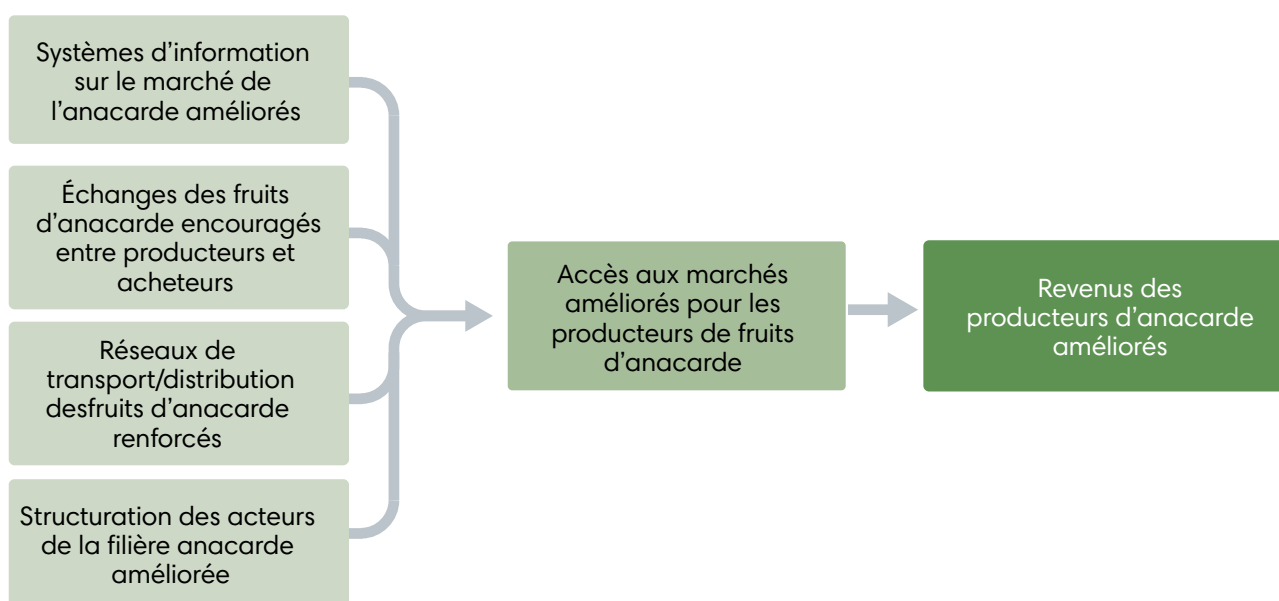 Systèmes d’information
sur le marché de
l’anacarde améliorés
Échanges des fruits
d’anacarde encouragés
entre producteurs et
acheteurs
Réseaux de
transport/distribution
desfruits d’anacarde
renforcés
Structuration des acteurs
de la filière anacarde
améliorée
Accès aux marchés
améliorés pour les
producteurs de fruits
d’anacarde
Revenus des
producteurs d’anacarde
améliorés